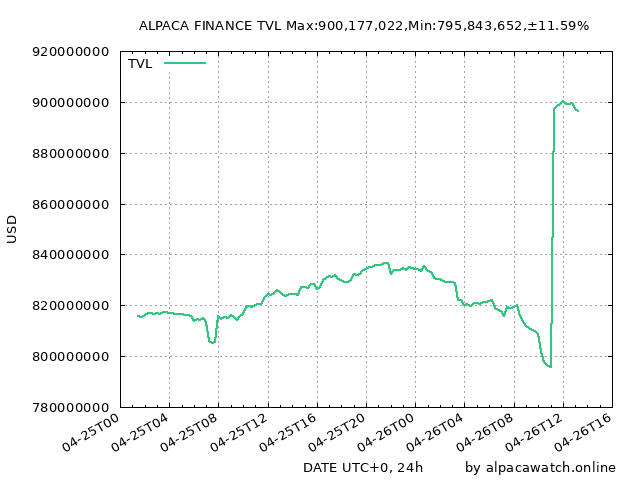 ALPACA FINANCE TVL Max:900,177,022,Min:795,843,652,±11.59%
TVL
920000000
900000000
880000000
860000000
840000000
820000000
800000000
780000000
USD
04-25T00
04-25T04
04-25T08
04-25T12
04-25T16
04-25T20
04-26T00
04-26T04
04-26T08
04-26T12
04-26T16
DATE UTC+0, 24h
by alpacawatch.online